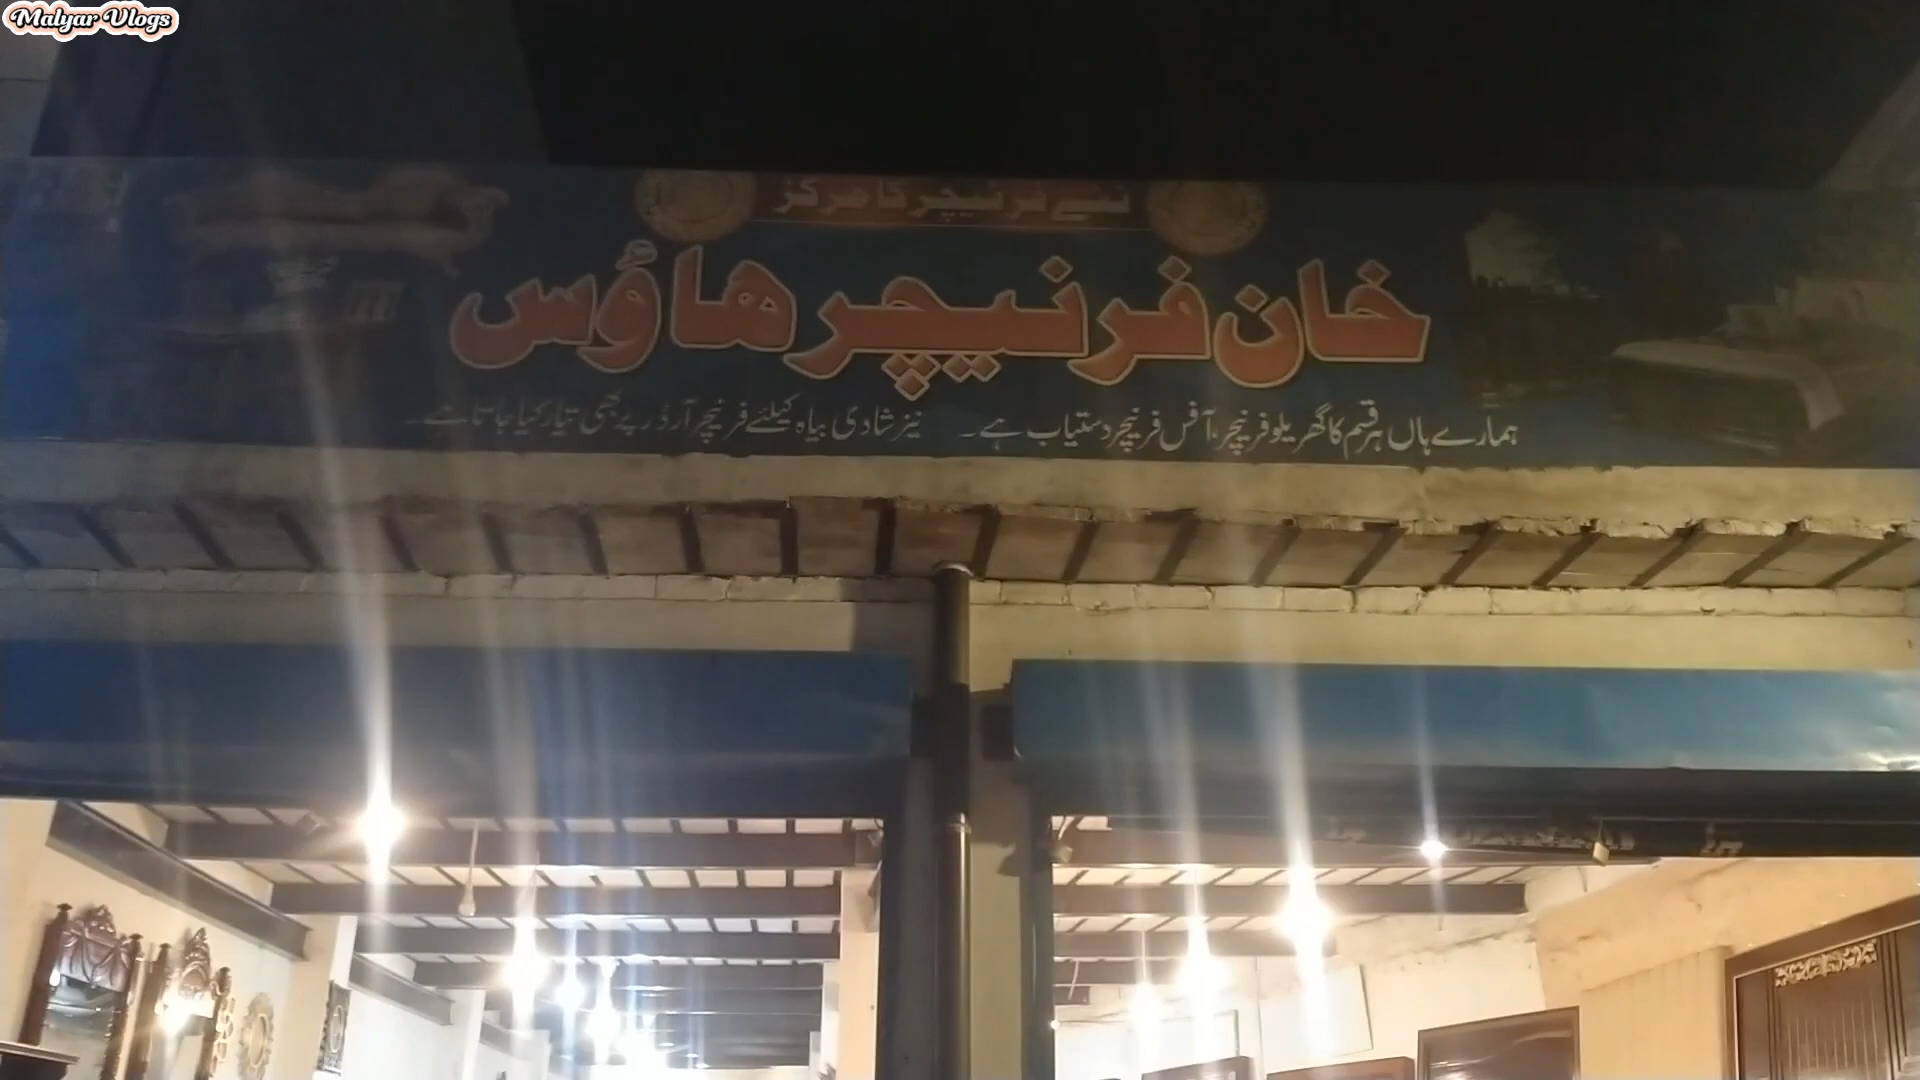 Malyar Vlogs
نئے فرنیچر کا مرکز
خان فرنیچر ھاؤس
ہمارے ہاں ہر قسم کا گھریلو فرنیچر، آفس فرنیچر دستیاب ہے۔ نیز شادی بیاہ کیلئے فرنیچر آرڈر پر بھی تیار کیا جاتا ہے۔